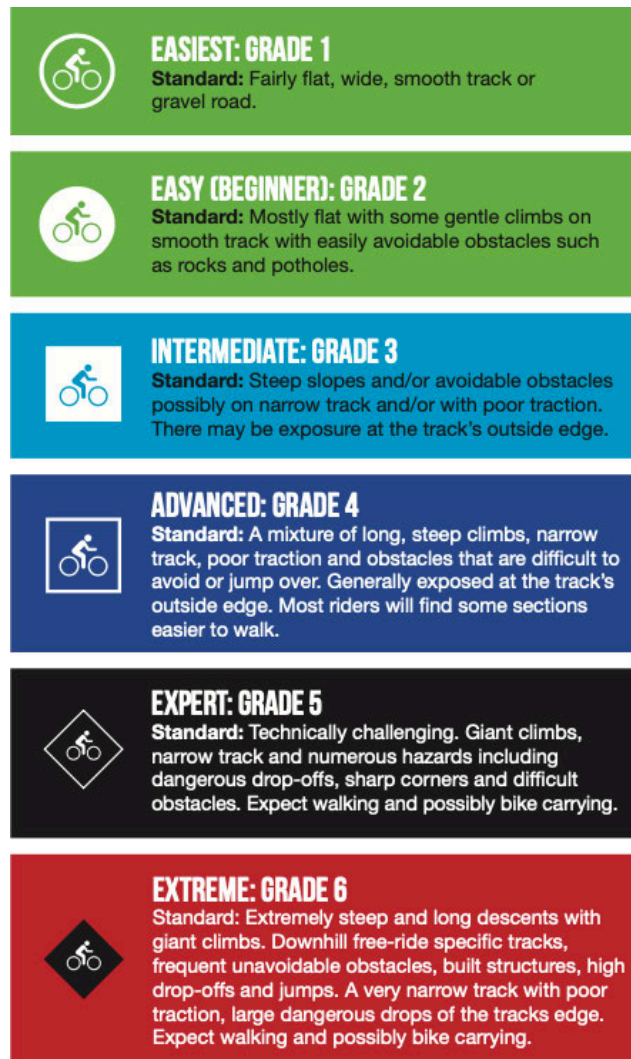 EASIEST: GRADE 1
Standard: Fairly flat, wide, smooth track or
gravel road.
EASY (BEGINNER): GRADE 2
Standard: Mostly flat with some gentle climbs on
smooth track with easily avoidable obstacles such
as rocks and potholes.
INTERMEDIATE: GRADE 3
Standard: Steep slopes and/or avoidable obstacles
possibly on narrow track and/or with poor traction.
There may be exposure at the track's outside edge.
ADVANCED: GRADE 4
Standard: A mixture of long, steep climbs, narrow
track, poor traction and obstacles that are difficult to
avoid or jump over. Generally exposed at the track's
outside edge. Most riders will find some sections
easier to walk.
EXPERT: GRADE 5
Standard: Technically challenging. Giant climbs,
narrow track and numerous hazards including
dangerous drop-offs, sharp corners and difficult
obstacles. Expect walking and possibly bike carrying.
EXTREME: GRADE 6
Standard: Extremely steep and long descents with
giant climbs. Downhill free-ride specific tracks,
frequent unavoidable obstacles, built structures, high
drop-offs and jumps. A very narrow track with poor
traction, large dangerous drops of the tracks edge.
Expect walking and possibly bike carrying.